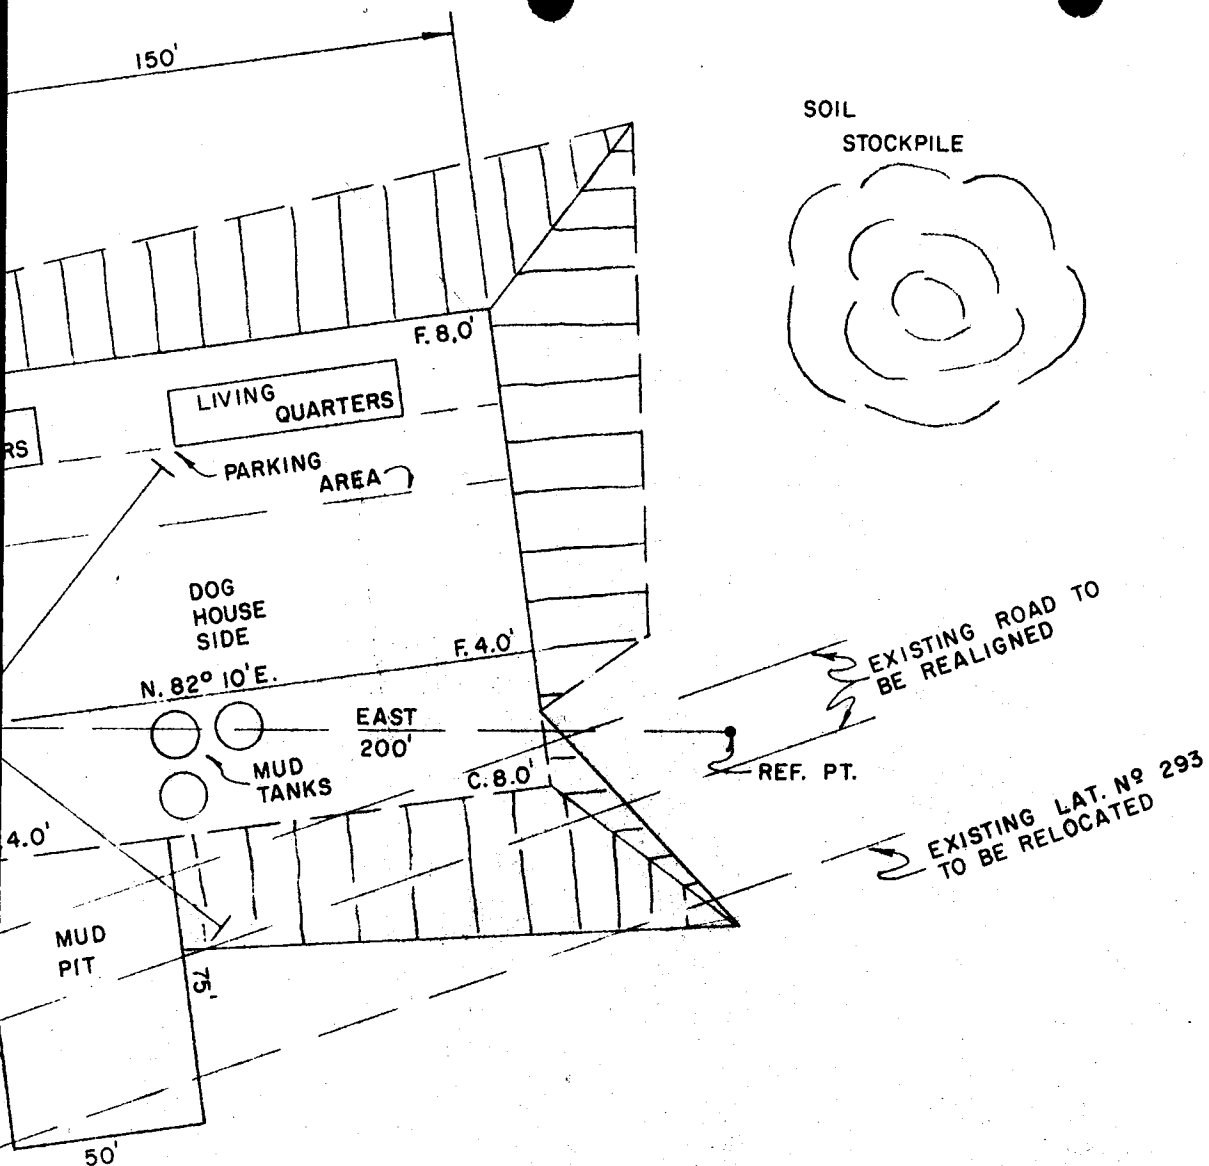 150'
SOIL
STOCKPILE
F. 8.0'
LIVING
QUARTERS
RS
PARKING
AREA
DOG
HOUSE
SIDE
F. 4.0'
N. 82° 10' E.
EXISTING ROAD TO
BE REALIGNED
EAST
200'
MUD
TANKS
C. 8.0'
REF. PT.
4.0'
EXISTING LAT. Nº 293
TO BE RELOCATED
MUD
PIT
75'
50'